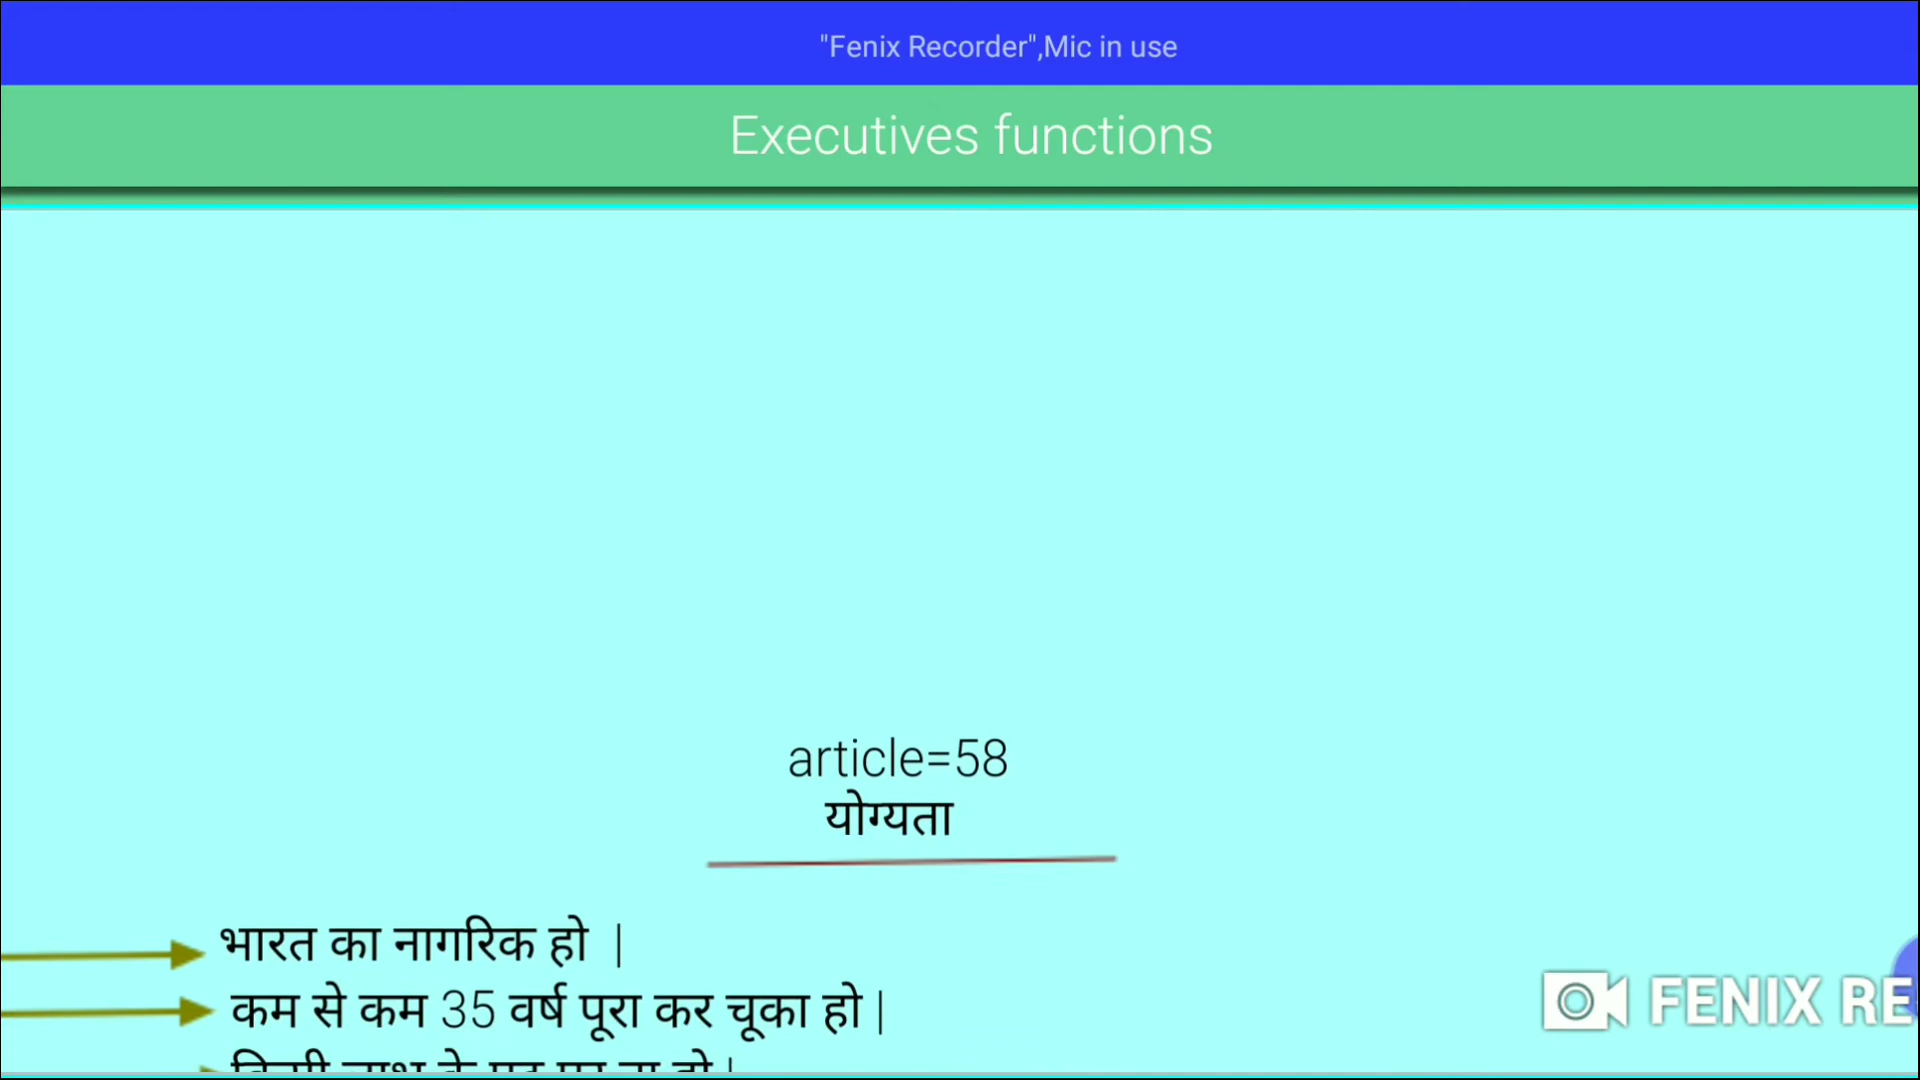 "Fenix Recorder",Mic in use
Executives functions
article=58
योग्यता
भारत का नागरिक हो |
कम से कम 35 वर्ष पूरा कर चूका हो |
FENIX RE